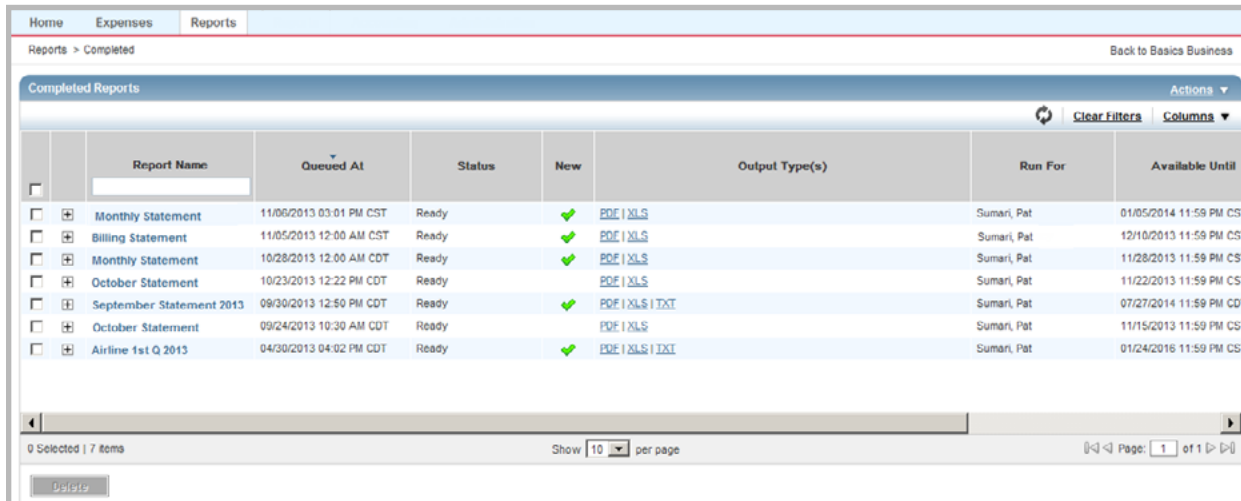 Home Expenses Reports
Reports > Completed Back to Basics Business
Completed Reports Actions
Clear Filters Columns
Report Name Queued At Status New Output Type(s) Run For Available Until
Monthly Statement 11/06/2013 03:01 PM CST Ready PDF | XLS Sumari, Pat 01/05/2014 11:59 PM CS
Billing Statement 11/05/2013 12:00 AM CST Ready PDF | XLS Sumari, Pat 12/10/2013 11:59 PM CS
Monthly Statement 10/28/2013 12:00 AM CDT Ready PDF | XLS Sumari, Pat 11/28/2013 11:59 PM CS
October Statement 10/23/2013 12:22 PM CDT Ready PDF | XLS Sumari, Pat 11/22/2013 11:59 PM CS
September Statement 2013 09/30/2013 12:50 PM CDT Ready PDF | XLS | TXT Sumari, Pat 07/27/2014 11:59 PM CD
October Statement 09/24/2013 10:30 AM CDT Ready PDF | XLS Sumari, Pat 11/15/2013 11:59 PM CS
Airline 1st Q 2013 04/30/2013 04:02 PM CDT Ready PDF | XLS | TXT Sumari, Pat 01/24/2016 11:59 PM CS
0 Selected | 7 items Show 10 per page Page: 1 of 1
Delete